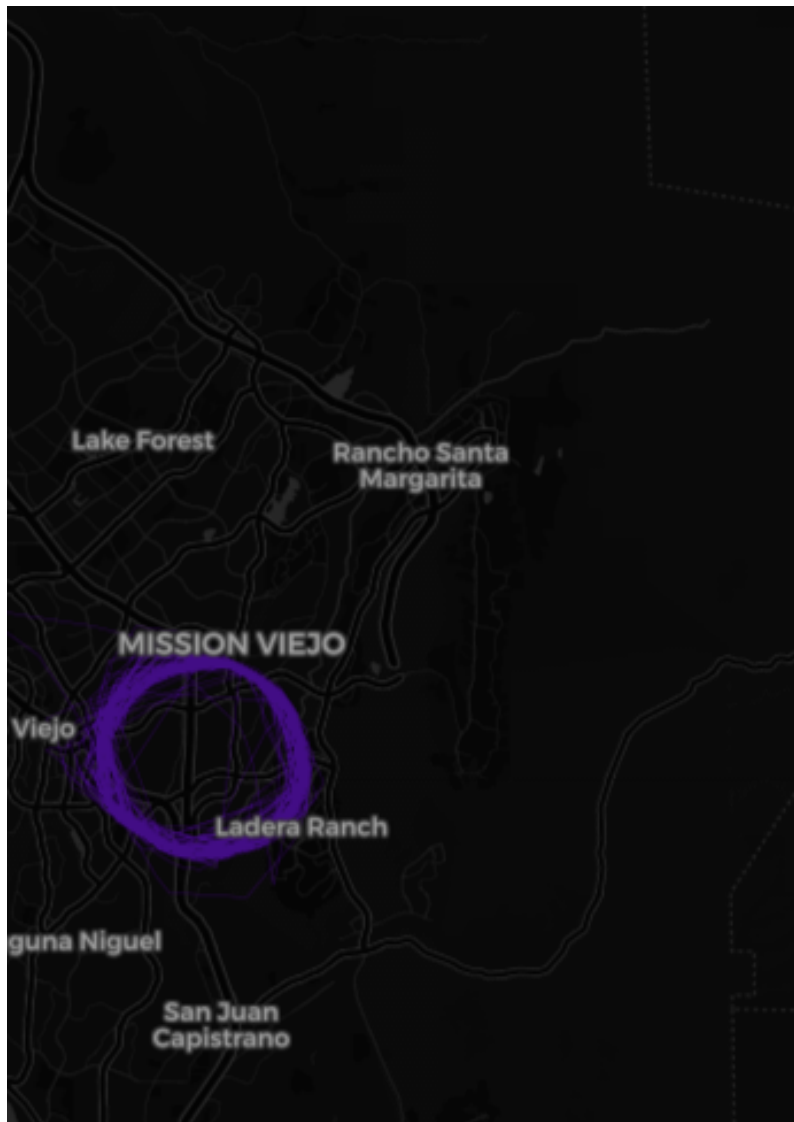 Lake Forest
Rancho Santa
Margarita
MISSION VIEJO
Viejo
Ladera Ranch
guna Niguel
San Juan
Capistrano